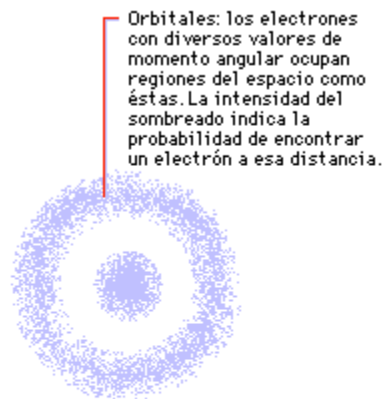 Orbitales: los electrones
con diversos valores de
momento angular ocupan
regiones del espacio como
éstas. La intensidad del
sombreado indica la
probabilidad de encontrar
un electrón a esa distancia.